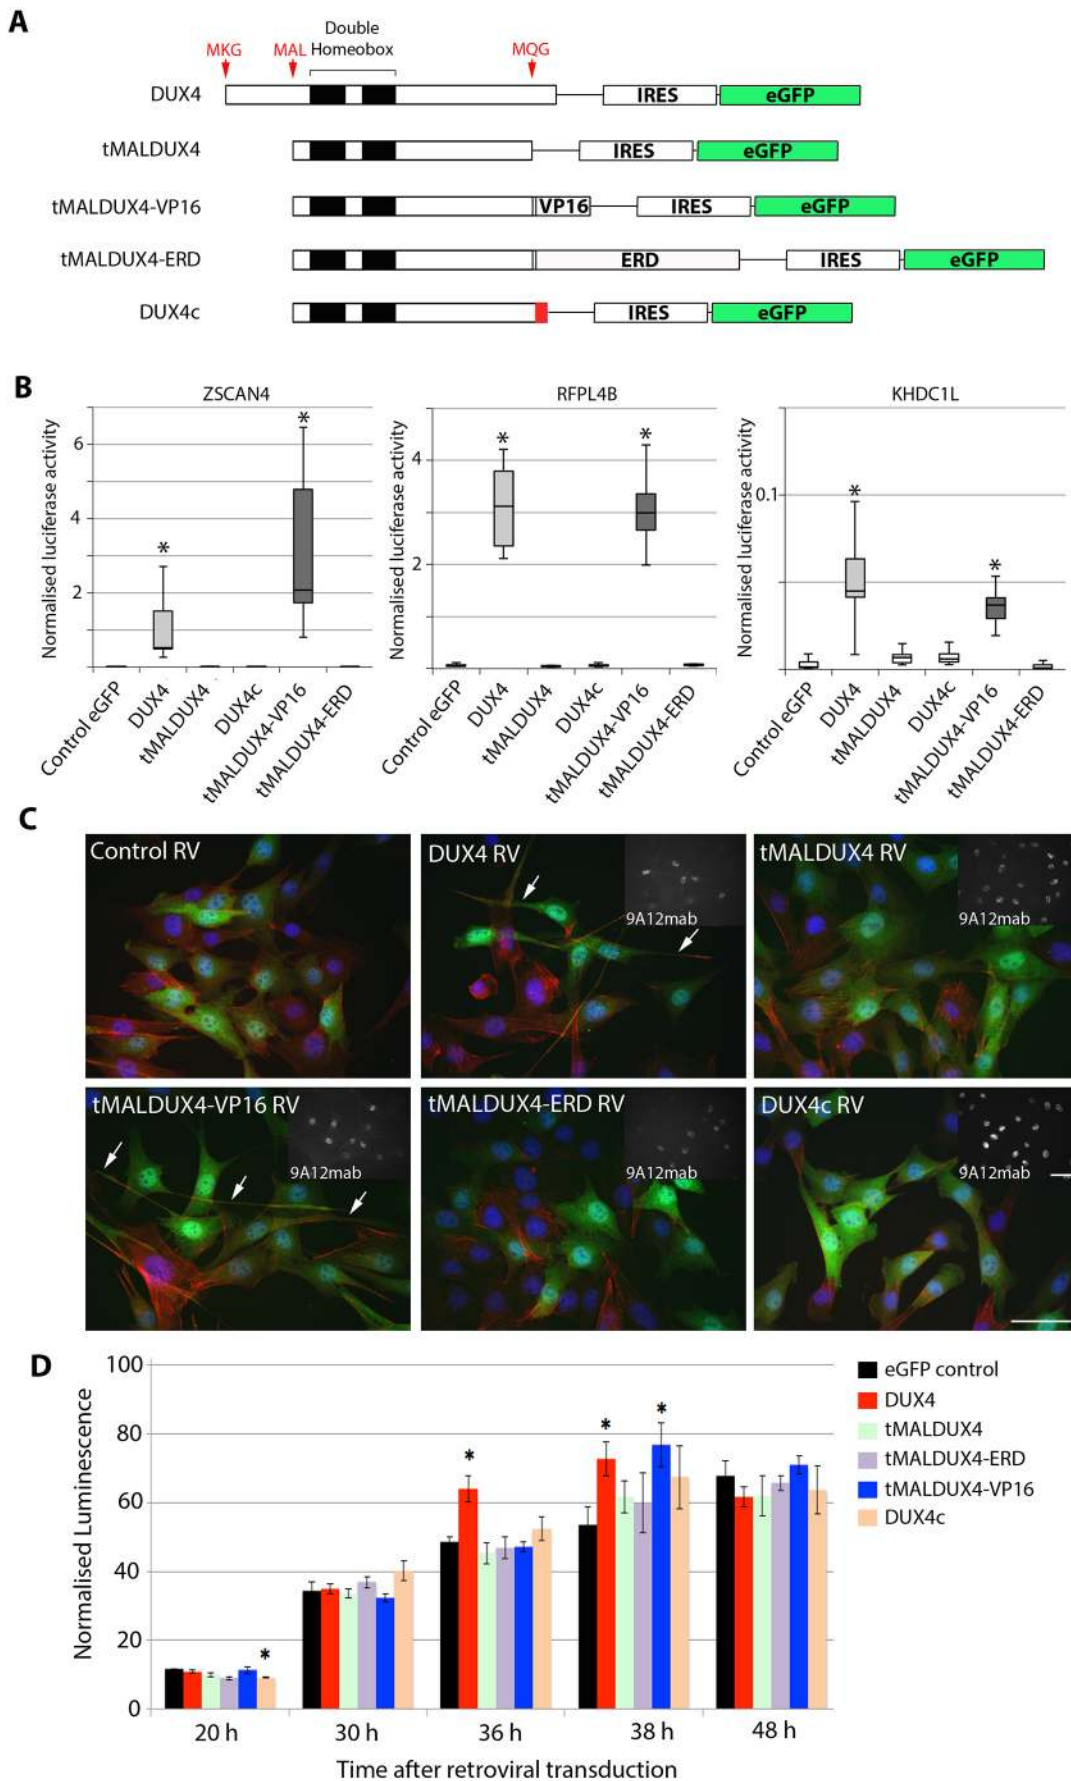 A
Double
Homeobox
MKG
MAL
MQG
DUX4
IRES
eGFP
tMALDUX4
IRES
eGFP
tMALDUX4-VP16
VP16
IRES
eGFP
tMALDUX4-ERD
ERD
IRES
eGFP
DUX4c
IRES
eGFP
B
ZSCAN4
Normalised luciferase activity
6
4
2
*
*
Control eGFP
DUX4
tMALDUX4
DUX4c
tMALDUX4-VP16
tMALDUX4-ERD
RFPL4B
Normalised luciferase activity
4
2
*
*
Control eGFP
DUX4
tMALDUX4
DUX4c
tMALDUX4-VP16
tMALDUX4-ERD
KHDC1L
Normalised luciferase activity
0.1
*
*
Control eGFP
DUX4
tMALDUX4
DUX4c
tMALDUX4-VP16
tMALDUX4-ERD
C
Control RV
DUX4 RV
9A12mab
tMALDUX4 RV
9A12mab
tMALDUX4-VP16 RV
9A12mab
tMALDUX4-ERD RV
9A12mab
DUX4c RV
9A12mab
D
Normalised Luminescence
100
80
60
40
20
0
*
*
*
*
20 h
30 h
36 h
38 h
48 h
Time after retroviral transduction
eGFP control
DUX4
tMALDUX4
tMALDUX4-ERD
tMALDUX4-VP16
DUX4c